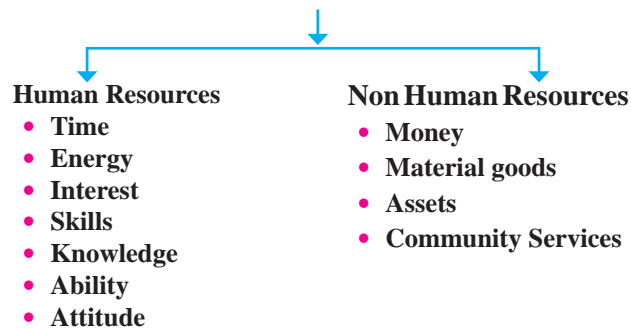 Human Resources
• Time
• Energy
• Interest
• Skills
• Knowledge
• Ability
• Attitude
Non Human Resources
• Money
• Material goods
• Assets
• Community Services